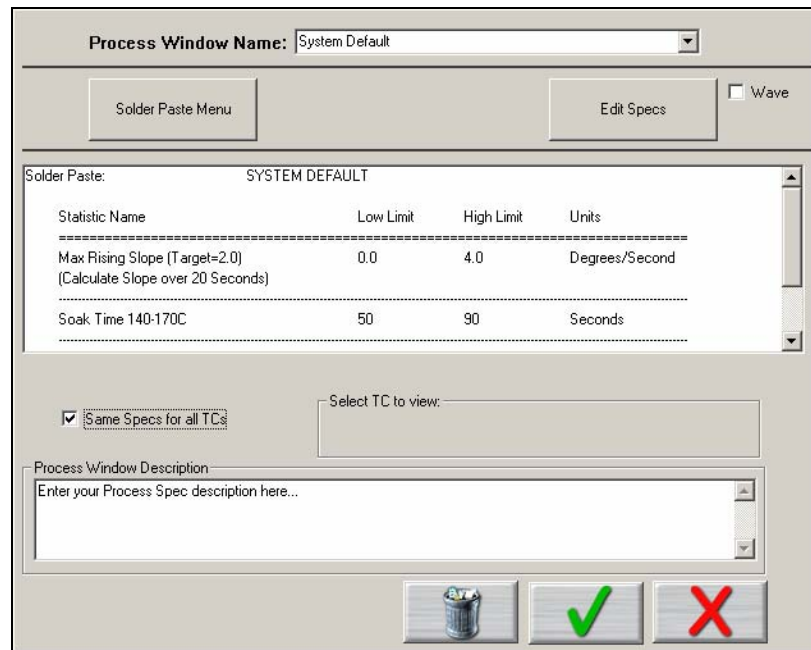 Process Window Name: System Default
Solder Paste Menu
Edit Specs
Wave
Solder Paste: SYSTEM DEFAULT
Statistic Name Low Limit High Limit Units
Max Rising Slope (Target=2.0) 0.0 4.0 Degrees/Second
(Calculate Slope over 20 Seconds)
Soak Time 140-170C 50 90 Seconds
Same Specs for all TCs
Select TC to view:
Process Window Description
Enter your Process Spec description here...